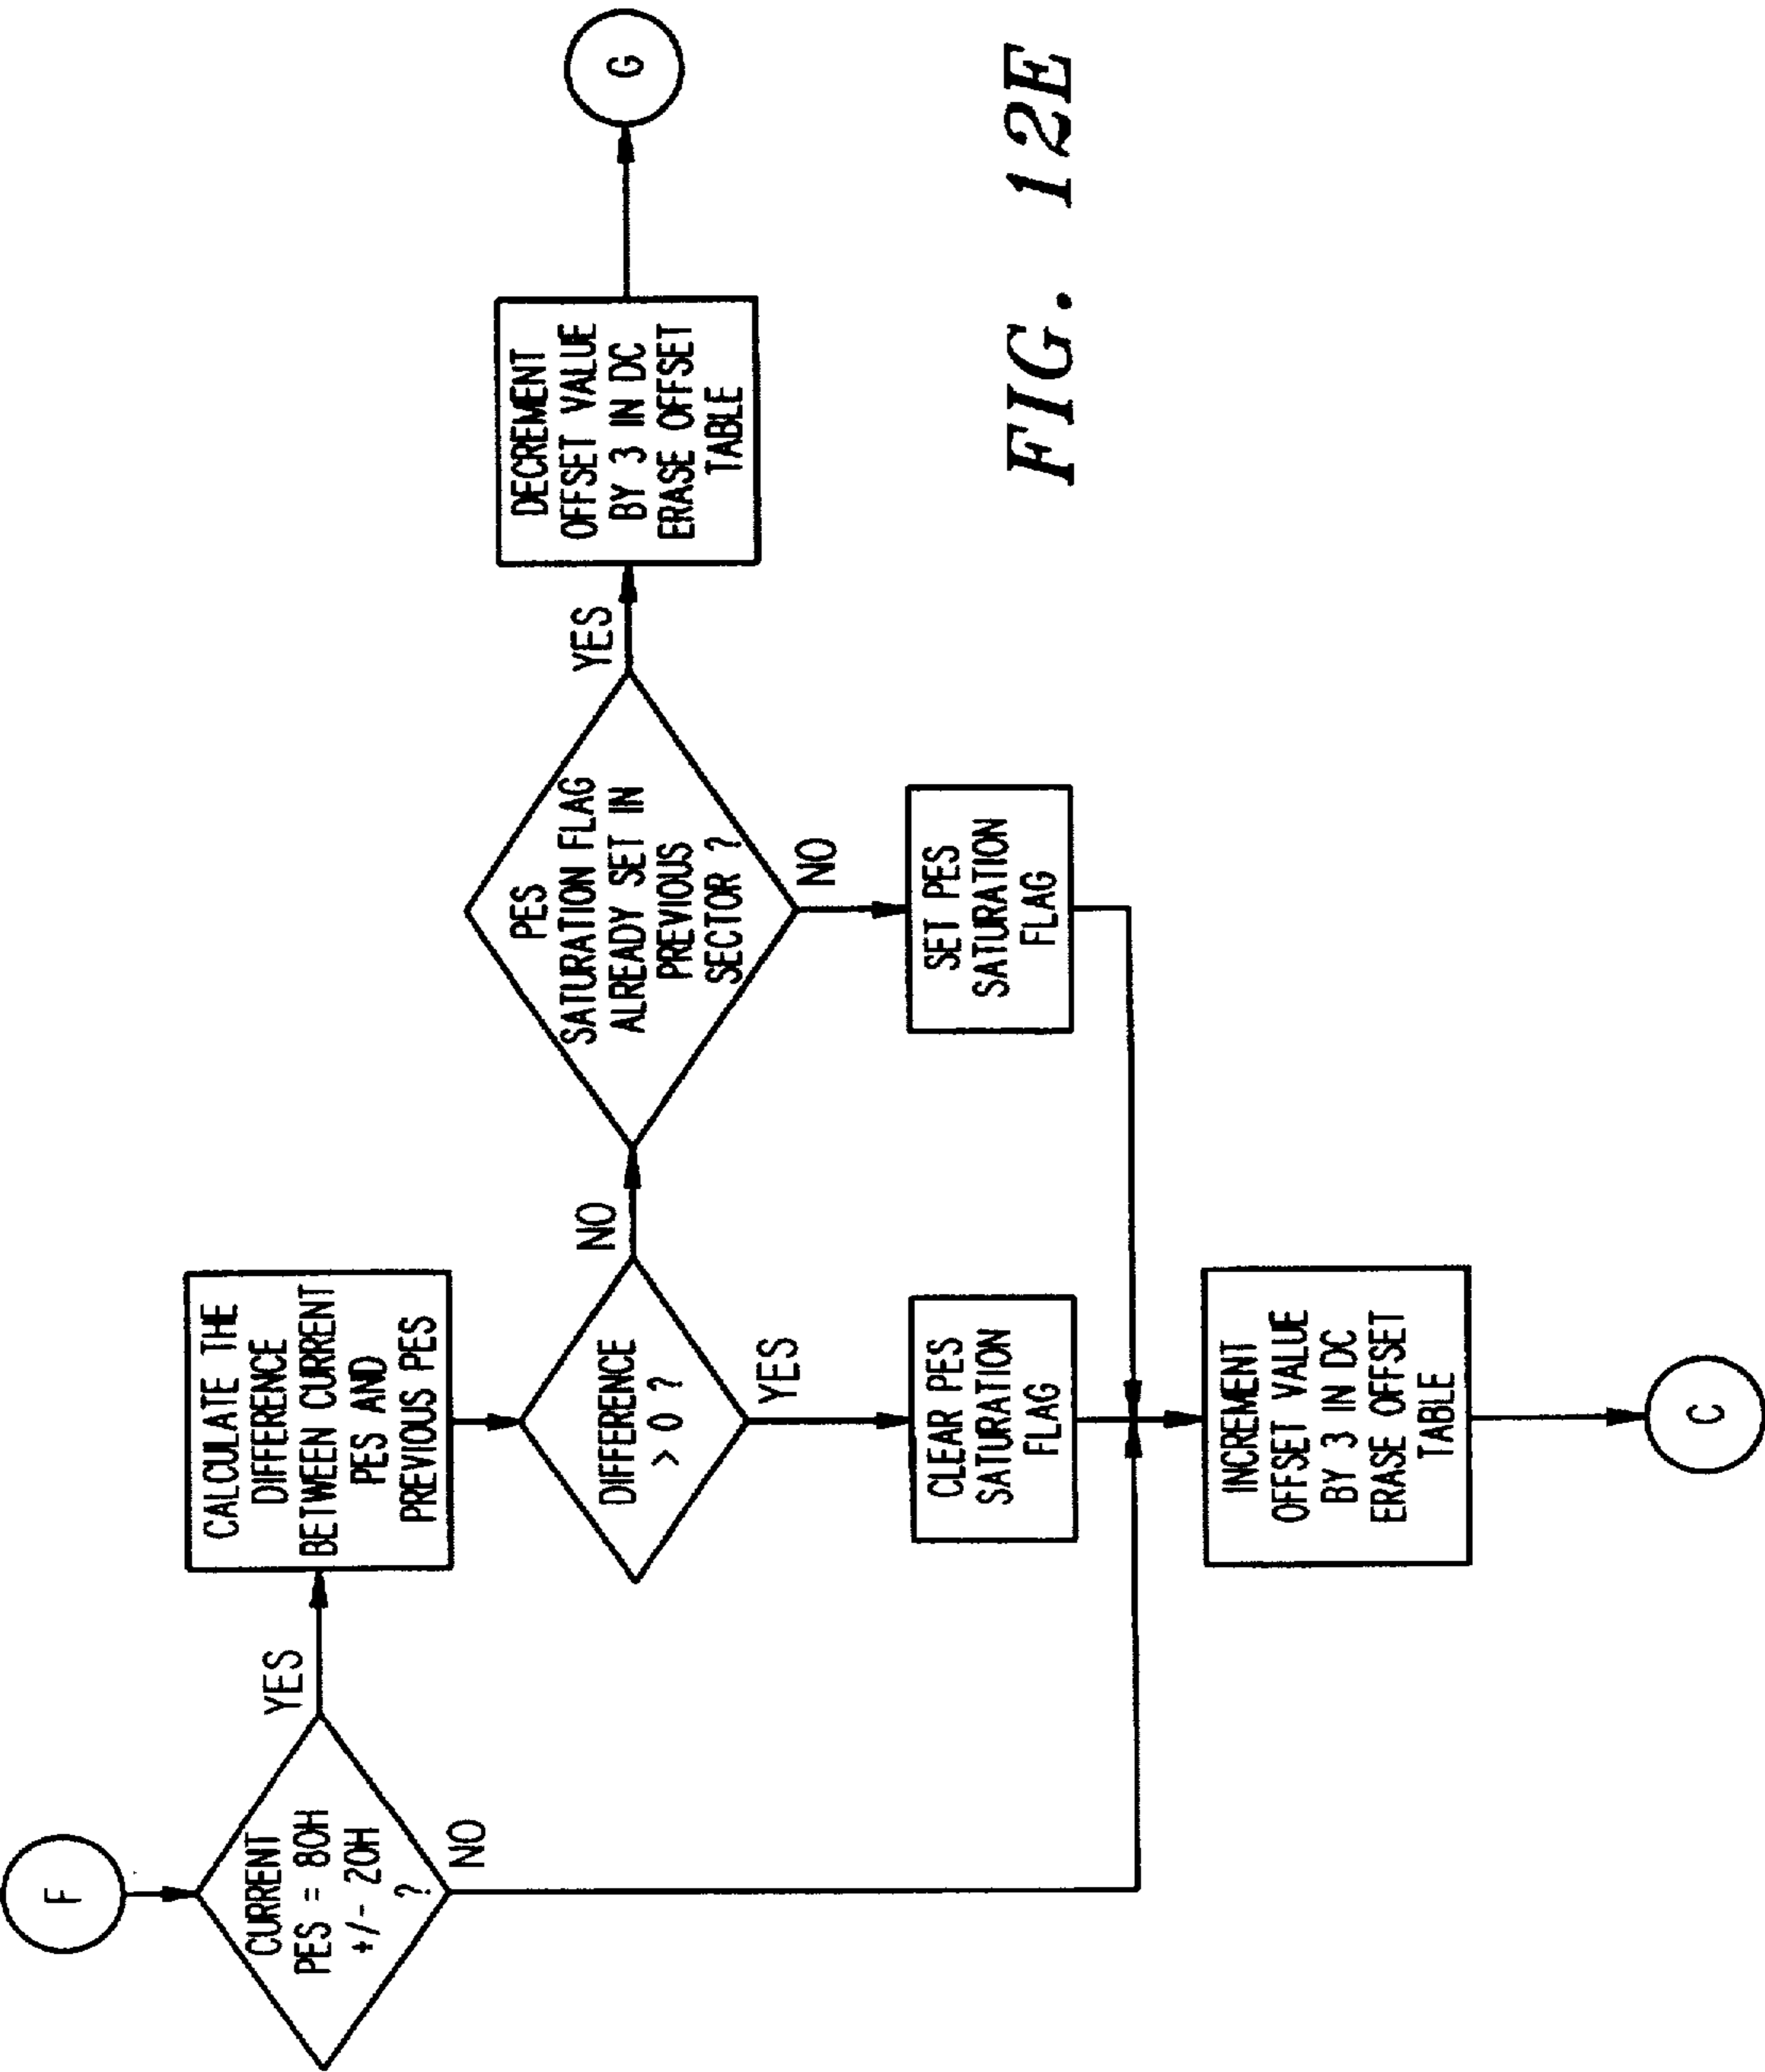 F
CURRENT
PES = 80H
+/- 20H
?
YES
NO
CALCULATE THE
DIFFERENCE
BETWEEN CURRENT
PES AND
PREVIOUS PES
DIFFERENCE
> 0 ?
NO
YES
PES
SATURATION FLAG
ALREADY SET IN
PREVIOUS
SECTOR ?
YES
NO
DECREMENT
OFFSET VALUE
BY 3 IN DC
ERASE OFFSET
TABLE
G
CLEAR PES
SATURATION
FLAG
SET PES
SATURATION
FLAG
INCREMENT
OFFSET VALUE
BY 3 IN DC
ERASE OFFSET
TABLE
C
FIG. 12E